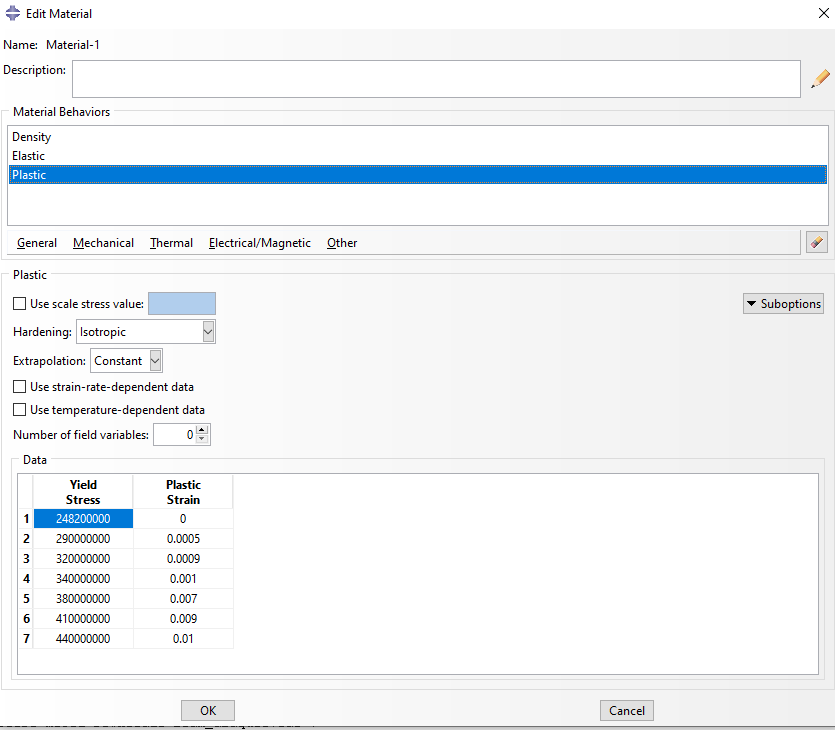 Edit Material
Name: Material-1
Description:
Material Behaviors
Density
Elastic
Plastic
General Mechanical Thermal Electrical/Magnetic Other
Plastic
Use scale stress value:
Suboptions
Hardening: Isotropic
Extrapolation: Constant
Use strain-rate-dependent data
Use temperature-dependent data
Number of field variables: 0
Data
Yield Plastic
Stress Strain
1 248200000 0
2 290000000 0.0005
3 320000000 0.0009
4 340000000 0.001
5 380000000 0.007
6 410000000 0.009
7 440000000 0.01
OK Cancel